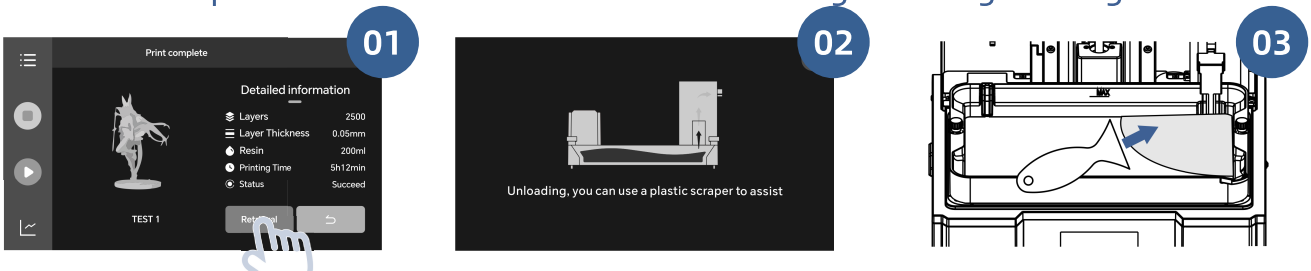 01
Print complete
Detailed information
Layers 2500
Layer Thickness 0.05mm
Resin 200ml
Printing Time 5h12min
Status Succeed
TEST 1
02
Unloading, you can use a plastic scraper to assist
03
MAX